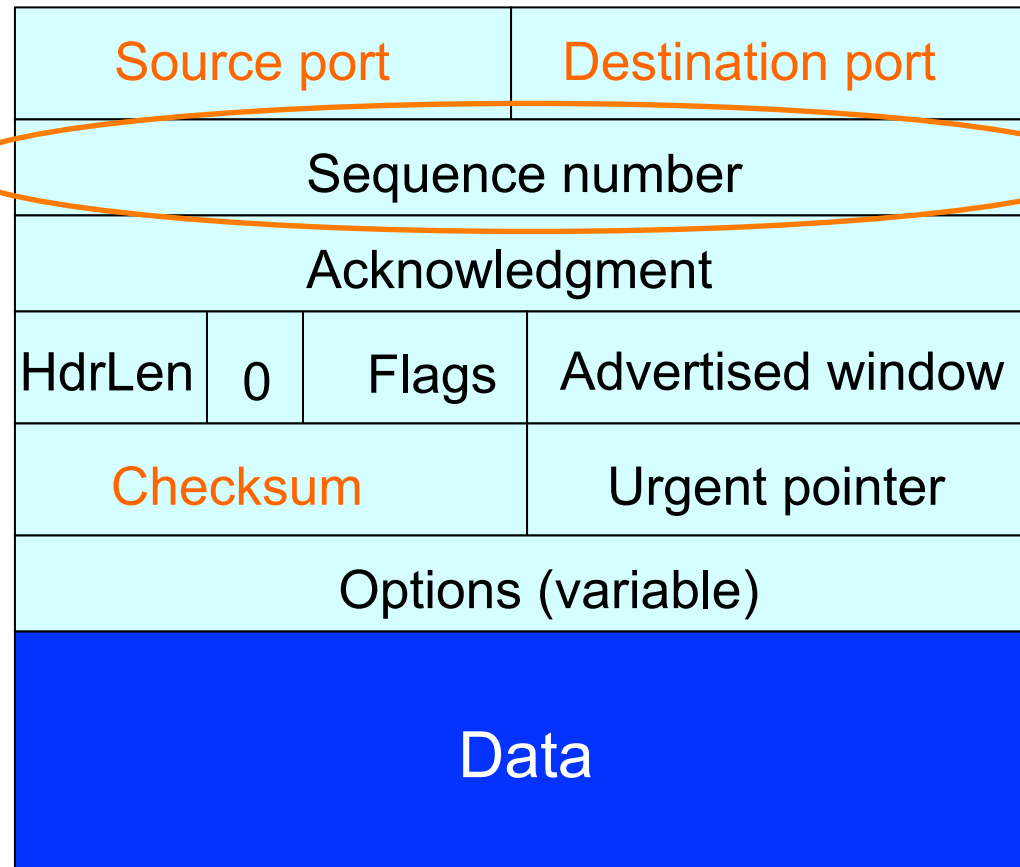 Source port Destination port
Sequence number
Acknowledgment
HdrLen 0 Flags Advertised window
Checksum Urgent pointer
Options (variable)
Data